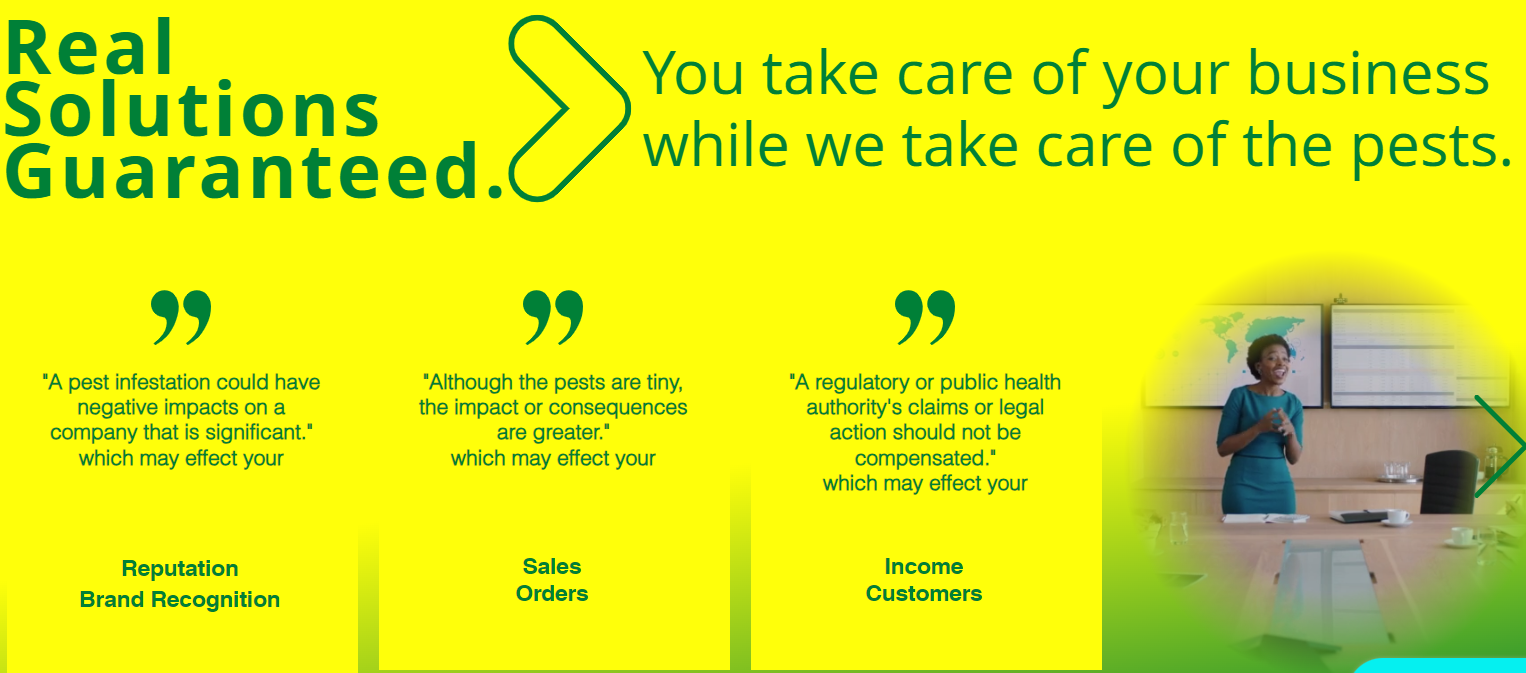 Real
Solutions
Guaranteed.
You take care of your business
while we take care of the pests.
"A pest infestation could have
negative impacts on a
company that is significant."
which may effect your
Reputation
Brand Recognition
"Although the pests are tiny,
the impact or consequences
are greater."
which may effect your
Sales
Orders
"A regulatory or public health
authority's claims or legal
action should not be
compensated."
which may effect your
Income
Customers